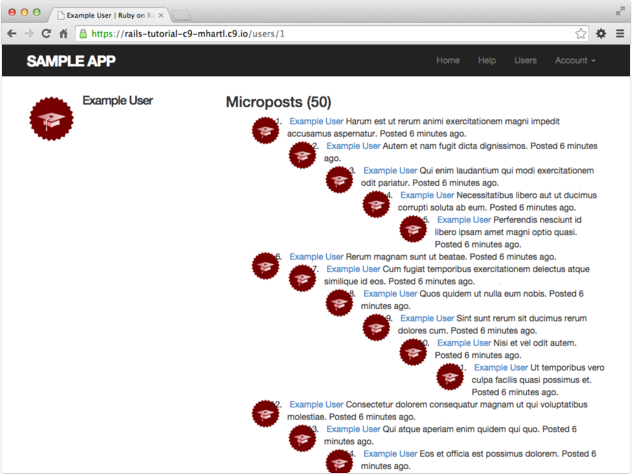 Example User | Ruby on Ra
https://rails-tutorial-c9-mhartl.c9.io/users/1
SAMPLE APP
Home Help Users Account
Example User
Microposts (50)
1. Example User Harum est ut rerum animi exercitationem magni impedit
accusamus aspernatur. Posted 6 minutes ago.
2. Example User Autem et nam fugit dicta dignissimos. Posted 6 minutes
ago.
3. Example User Qui enim laudantium qui modi exercitationem
odit pariatur. Posted 6 minutes ago.
4. Example User Necessitatibus libero aut ut ducimus
corrupti soluta ab eum. Posted 6 minutes ago.
5. Example User Perferendis nesciunt id
libero ipsam amet magni optio quasi.
Posted 6 minutes ago.
6. Example User Rerum magnam sunt ut beatae. Posted 6 minutes ago.
7. Example User Cum fugiat temporibus exercitationem delectus atque
similique id eos. Posted 6 minutes ago.
8. Example User Quos quidem ut nulla eum nobis. Posted 6
minutes ago.
9. Example User Sint sunt rerum sit ducimus rerum
dolores cum. Posted 6 minutes ago.
0. Example User Nisi et vel odit autem.
Posted 6 minutes ago.
1. Example User Ut temporibus vero
culpa facilis quasi possimus et.
Posted 6 minutes ago.
2. Example User Consectetur dolorem consequatur magnam ut qui voluptatibus
molestiae. Posted 6 minutes ago.
3. Example User Qui atque aperiam enim quidem qui quo. Posted 6
minutes ago.
4. Example User Eos et officia est possimus dolorem. Posted 6
minutes ago.